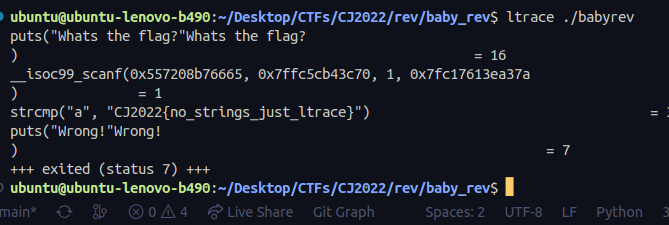 ubuntu@ubuntu-lenovo-b490:~/Desktop/CTFs/CJ2022/rev/baby_rev$ ltrace ./babyrev
puts("Whats the flag?"Whats the flag?
) = 16
__isoc99_scanf(0x557208b76665, 0x7ffc5cb43c70, 1, 0x7fc17613ea37a
) = 1
strcmp("a", "CJ2022{no_strings_just_ltrace}") =
puts("Wrong!"Wrong!
) = 7
+++ exited (status 7) +++
ubuntu@ubuntu-lenovo-b490:~/Desktop/CTFs/CJ2022/rev/baby_rev$
main* 0 4 Live Share Git Graph Spaces: 2 UTF-8 LF Python 3